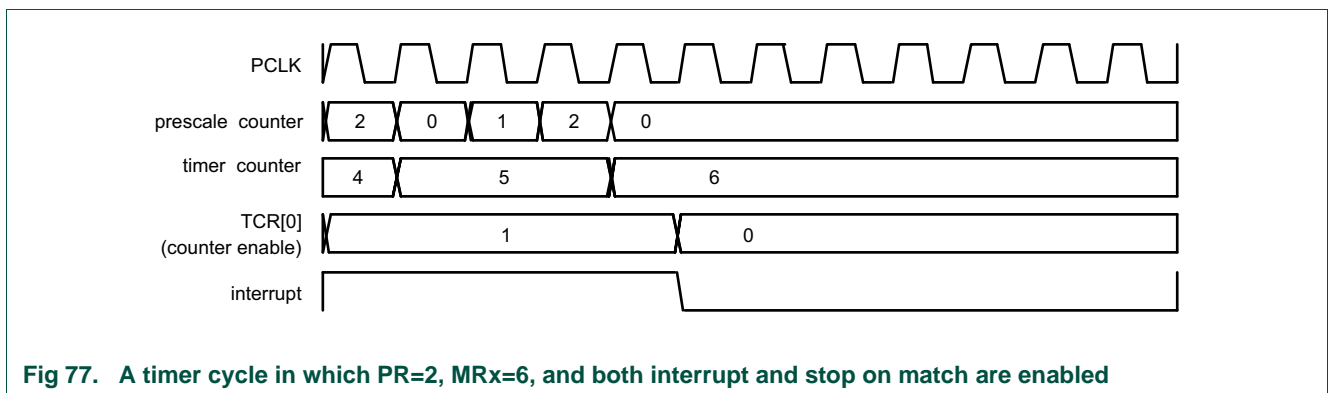 PCLK
prescale counter 2 0 1 2 0
timer counter 4 5 6
TCR[0]
(counter enable) 1 0
interrupt
Fig 77. A timer cycle in which PR=2, MRx=6, and both interrupt and stop on match are enabled